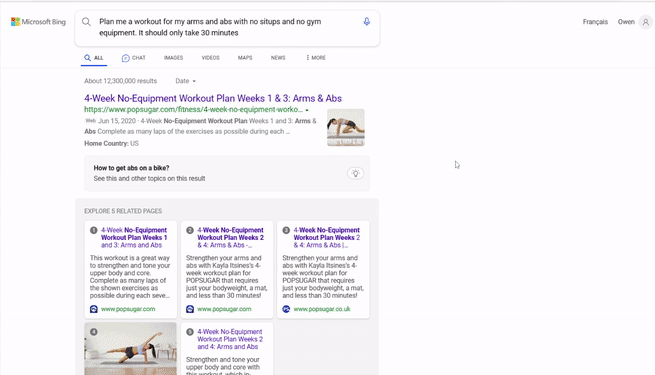 Microsoft Bing
Plan me a workout for my arms and abs with no situps and no gym
equipment. It should only take 30 minutes
Français
Owen
ALL
CHAT
IMAGES
VIDEOS
MAPS
NEWS
MORE
About 12,300,000 results
Date
4-Week No-Equipment Workout Plan Weeks 1 & 3: Arms & Abs
https://www.popsugar.com/fitness/4-week-no-equipment-worko...
Web Jun 15, 2020 · 4-Week No-Equipment Workout Plan Weeks 1 and 3: Arms &
Abs Complete as many laps of the exercises as possible during each ...
Home Country: US
How to get abs on a bike?
See this and other topics on this result
EXPLORE 5 RELATED PAGES
1
4-Week No-Equipment
Workout Plan Weeks 1
and 3: Arms and Abs
This workout is a great way
to strengthen and tone your
upper body and core.
Complete as many laps of
the shown exercises as
possible during each seve...
www.popsugar.com
2
4-Week No-Equipment
Workout Plan Weeks 2
& 4: Arms & Abs -...
Strengthen your arms
and abs with Kayla Itsines's 4-
week workout plan for
POPSUGAR that requires
just your bodyweight, a mat,
and less than 30 minutes!
www.popsugar.com
3
4-Week No-Equipment
Workout Plan Weeks 2
& 4: Arms & Abs |...
Strengthen your arms
and abs with Kayla Itsines's 4-
week workout plan for
POPSUGAR that requires
just your bodyweight, a mat,
and less than 30 minutes!
www.popsugar.co.uk
4
5
4-Week No-Equipment
Workout Plan Weeks 2
and 4: Arms and Abs
Strengthen and tone your
upper body and core with